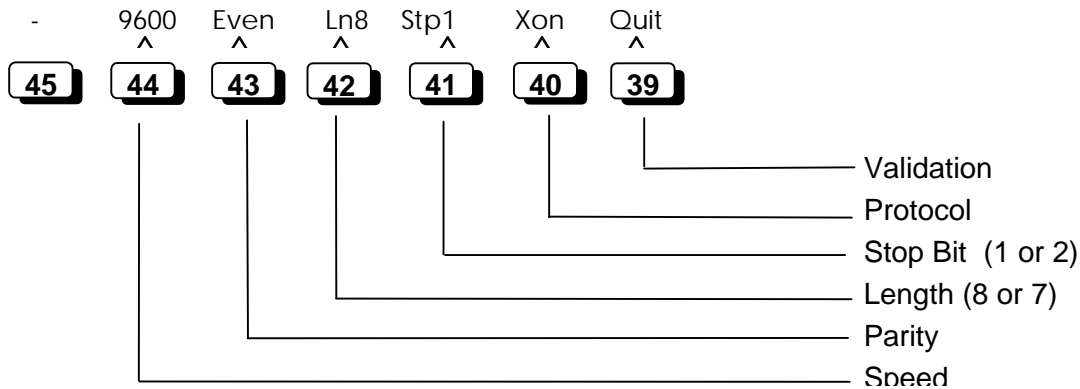 - 9600 Even Ln8 Stp1 Xon Quit
^ ^ ^ ^ ^ ^
45 44 43 42 41 40 39
Validation
Protocol
Stop Bit (1 or 2)
Length (8 or 7)
Parity
Speed